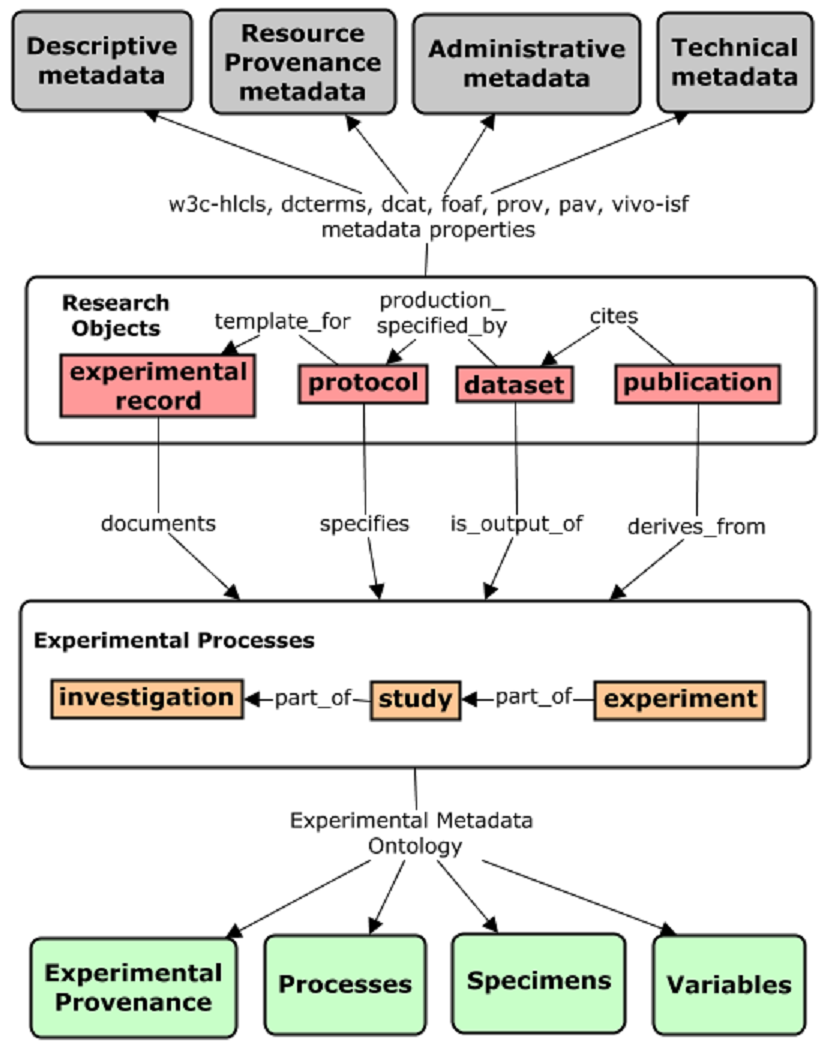 Descriptive
metadata
Resource
Provenance
metadata
Administrative
metadata
Technical
metadata
w3c-hlcls, dcterms, dcat, foaf, prov, pav, vivo-isf
metadata properties
Research
Objects
template_for
production_
specified_by
cites
experimental
record
protocol
dataset
publication
documents
specifies
is_output_of
derives_from
Experimental Processes
investigation
part_of
study
part_of
experiment
Experimental Metadata
Ontology
Experimental
Provenance
Processes
Specimens
Variables